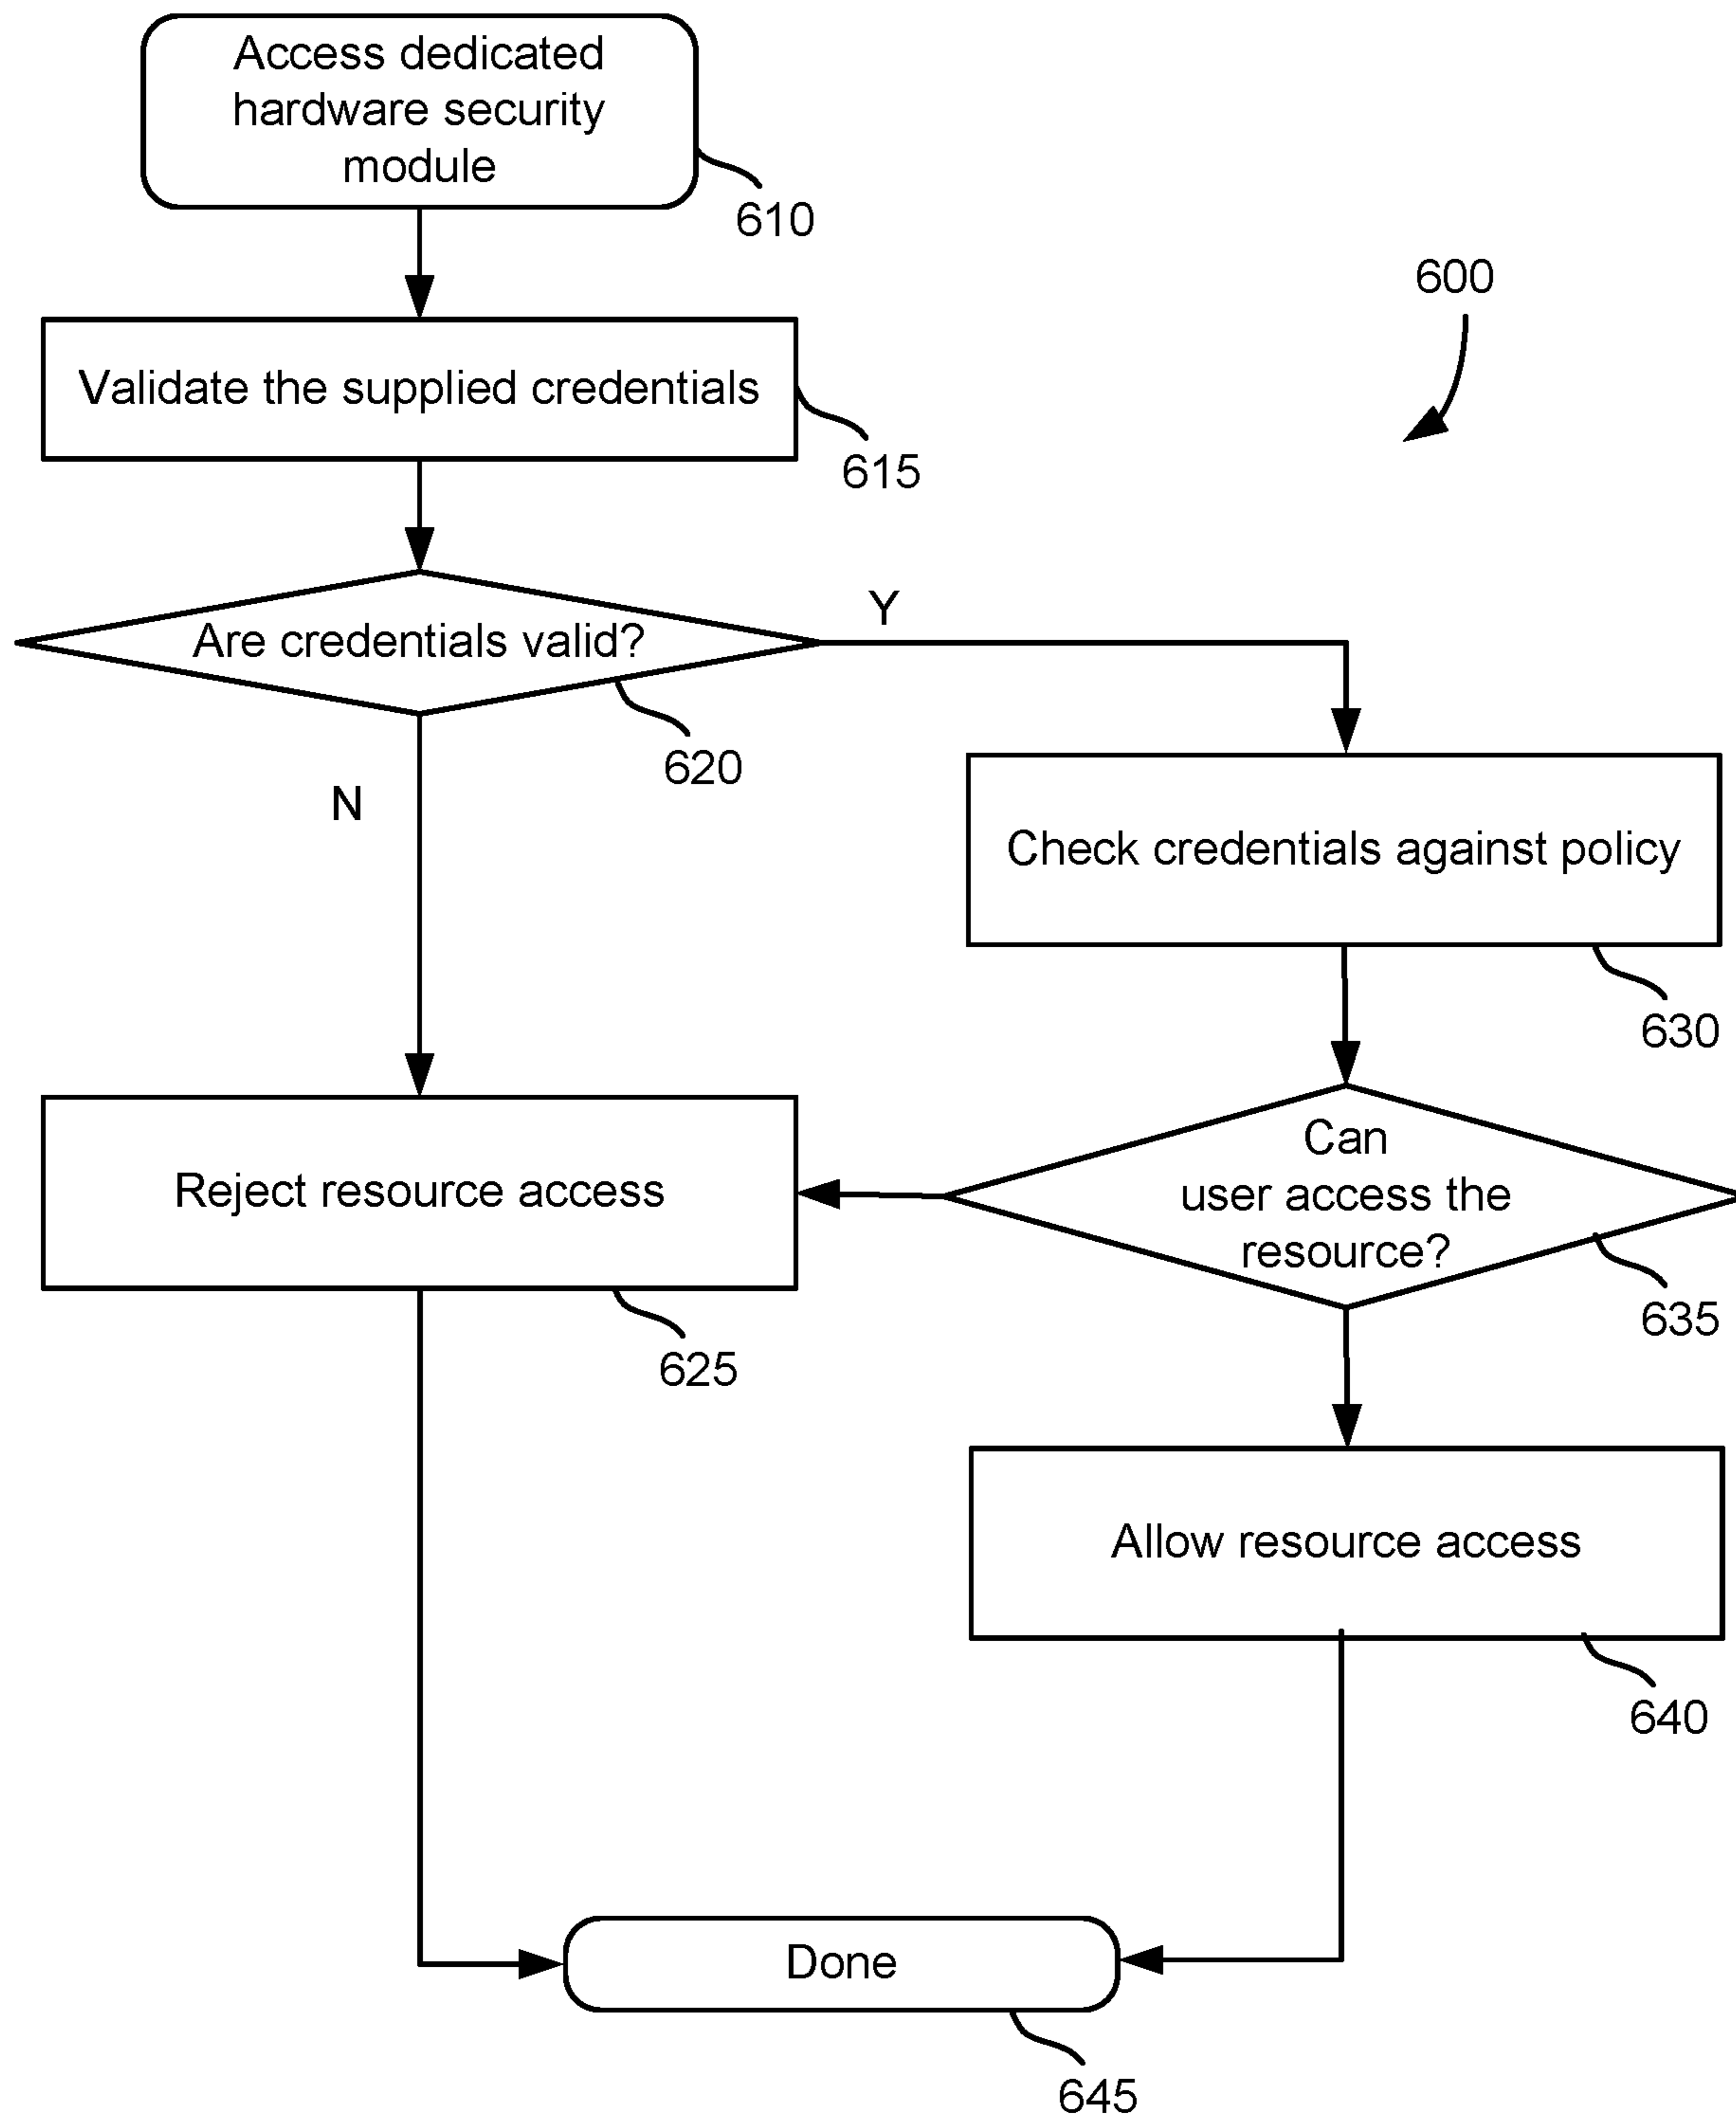 Access dedicated
hardware security
module
610
600
Validate the supplied credentials
615
Are credentials valid?
Y
620
N
Check credentials against policy
630
Can
user access the
resource?
635
Reject resource access
625
Allow resource access
640
Done
645